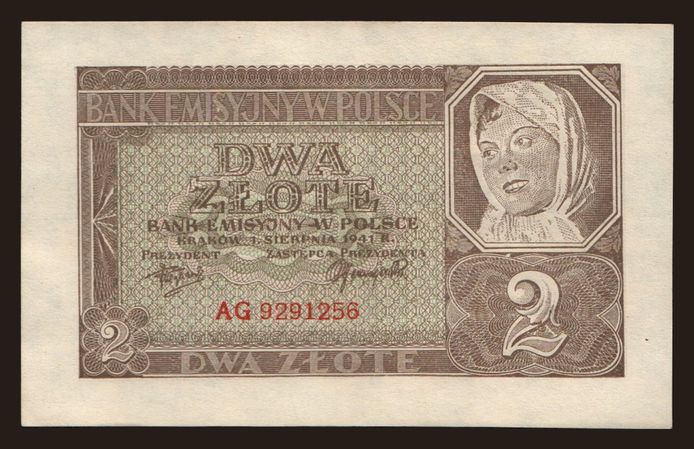 BANK EMISYJNY W POLSCE
DWA
ZŁOTE
BANK EMISYJNY W POLSCE
KRAKÓW 1. SIERPNIA 1941 R.
PREZYDENT ZASTĘPCA PREZYDENTA
AG 9291256
2
2
DWA ZŁOTE